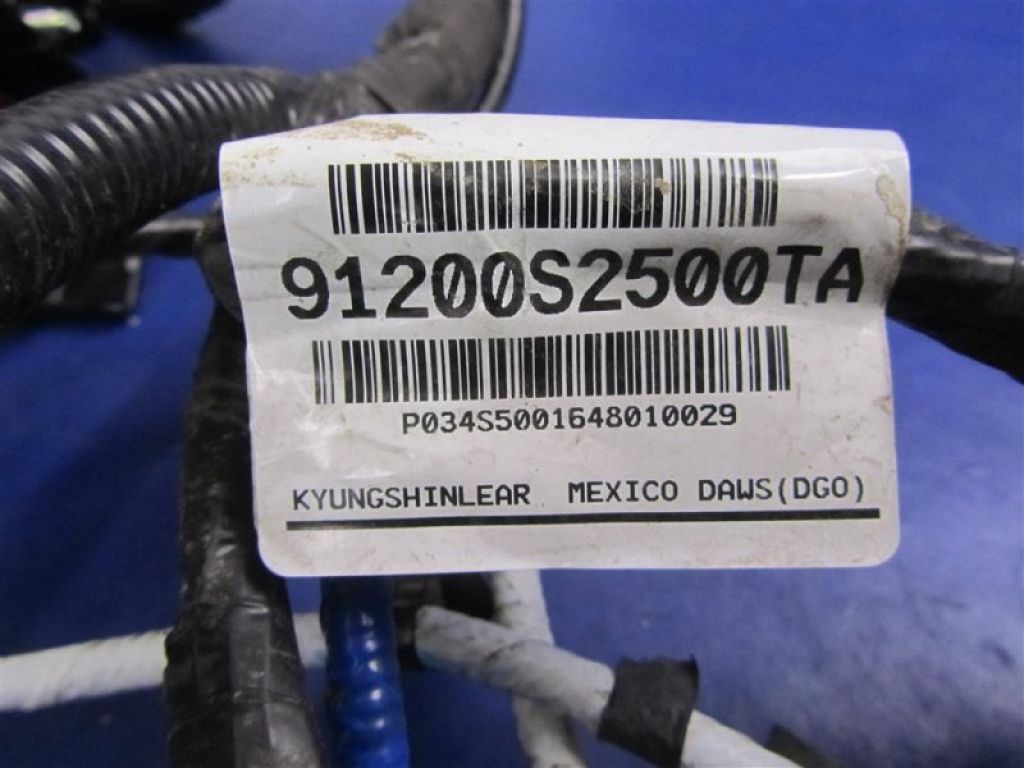 91200S2500TA
P034S5001648010029
KYUNGSHINLEAR MEXICO DAWS(DGO)